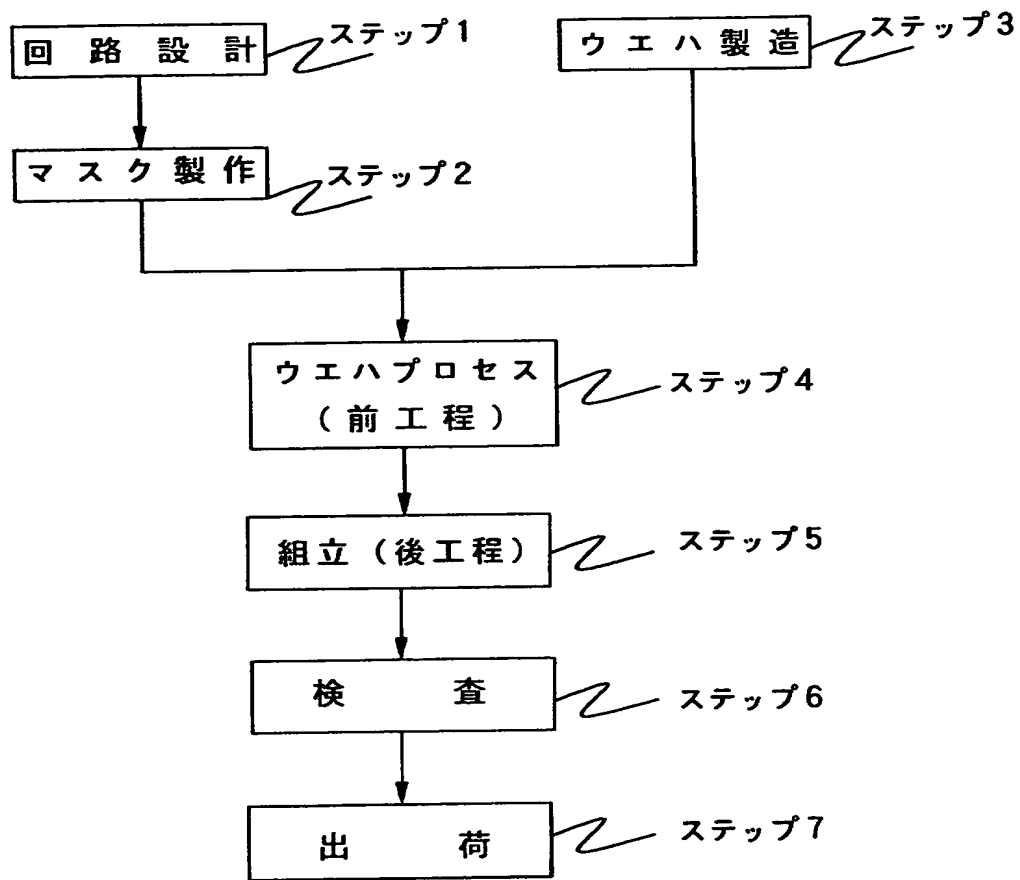 回路設計
ステップ1
ウエハ製造
ステップ3
マスク製作
ステップ2
ウエハプロセス
(前工程)
ステップ4
組立(後工程)
ステップ5
検査
ステップ6
出荷
ステップ7